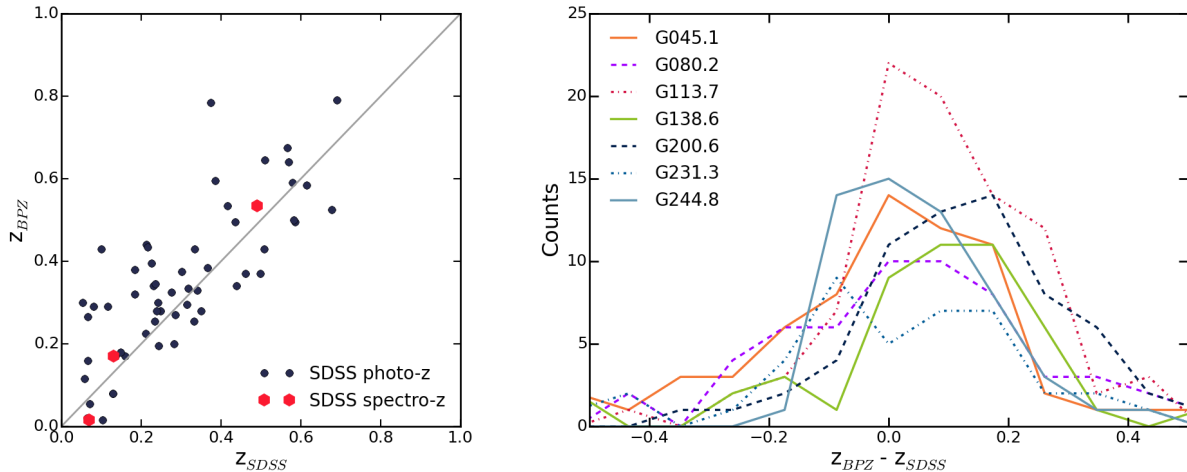 1.0
0.8
0.6
0.4
0.2
0.0
z_BPZ
SDSS photo-z
SDSS spectro-z
0.0 0.2 0.4 0.6 0.8 1.0
z_SDSS
25
20
15
10
5
0
Counts
G045.1
G080.2
G113.7
G138.6
G200.6
G231.3
G244.8
−0.4 −0.2 0.0 0.2 0.4
z_BPZ - z_SDSS